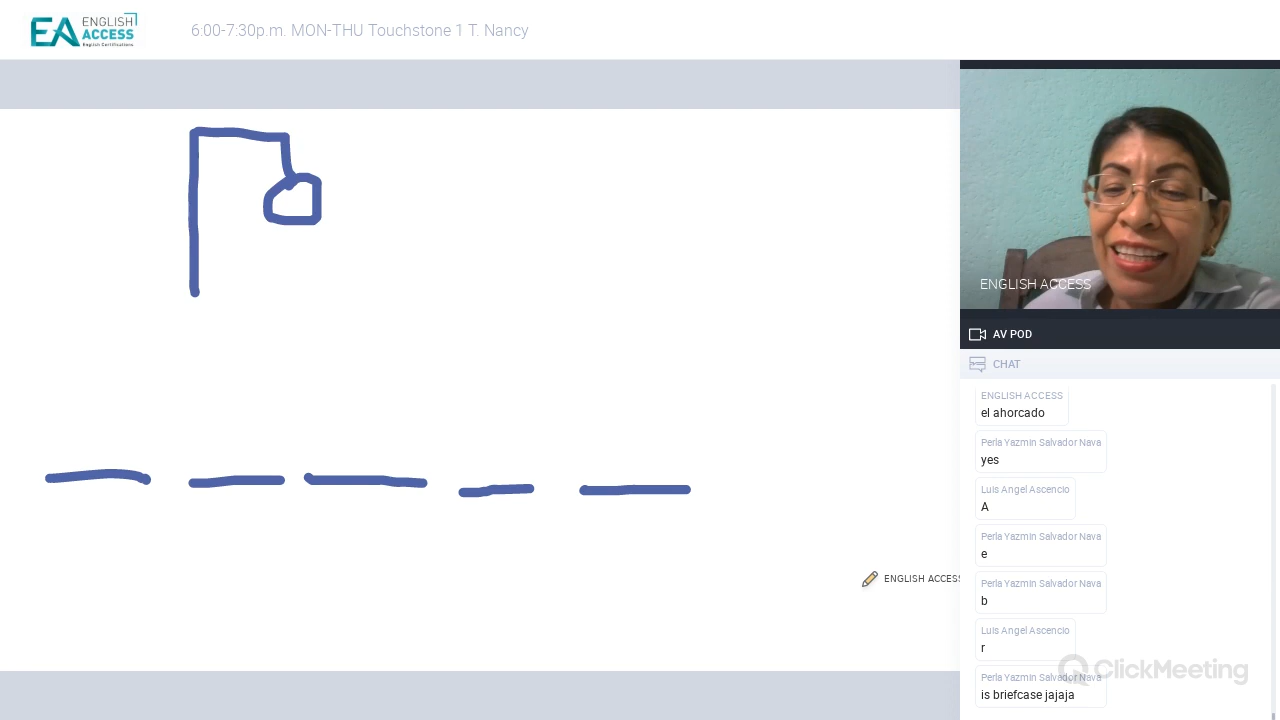 EA ENGLISH ACCESS
English Certifications
6:00-7:30p.m. MON-THU Touchstone 1 T. Nancy
ENGLISH ACCESS
AV POD
CHAT
ENGLISH ACCESS
el ahorcado
Perla Yazmin Salvador Nava
yes
Luis Angel Ascencio
A
Perla Yazmin Salvador Nava
e
Perla Yazmin Salvador Nava
b
Luis Angel Ascencio
r
Perla Yazmin Salvador Nava
is briefcase jajaja
ENGLISH ACCESS
ClickMeeting